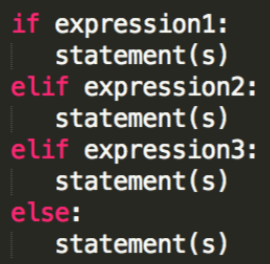 if expression1:
    statement(s)
elif expression2:
    statement(s)
elif expression3:
    statement(s)
else:
    statement(s)